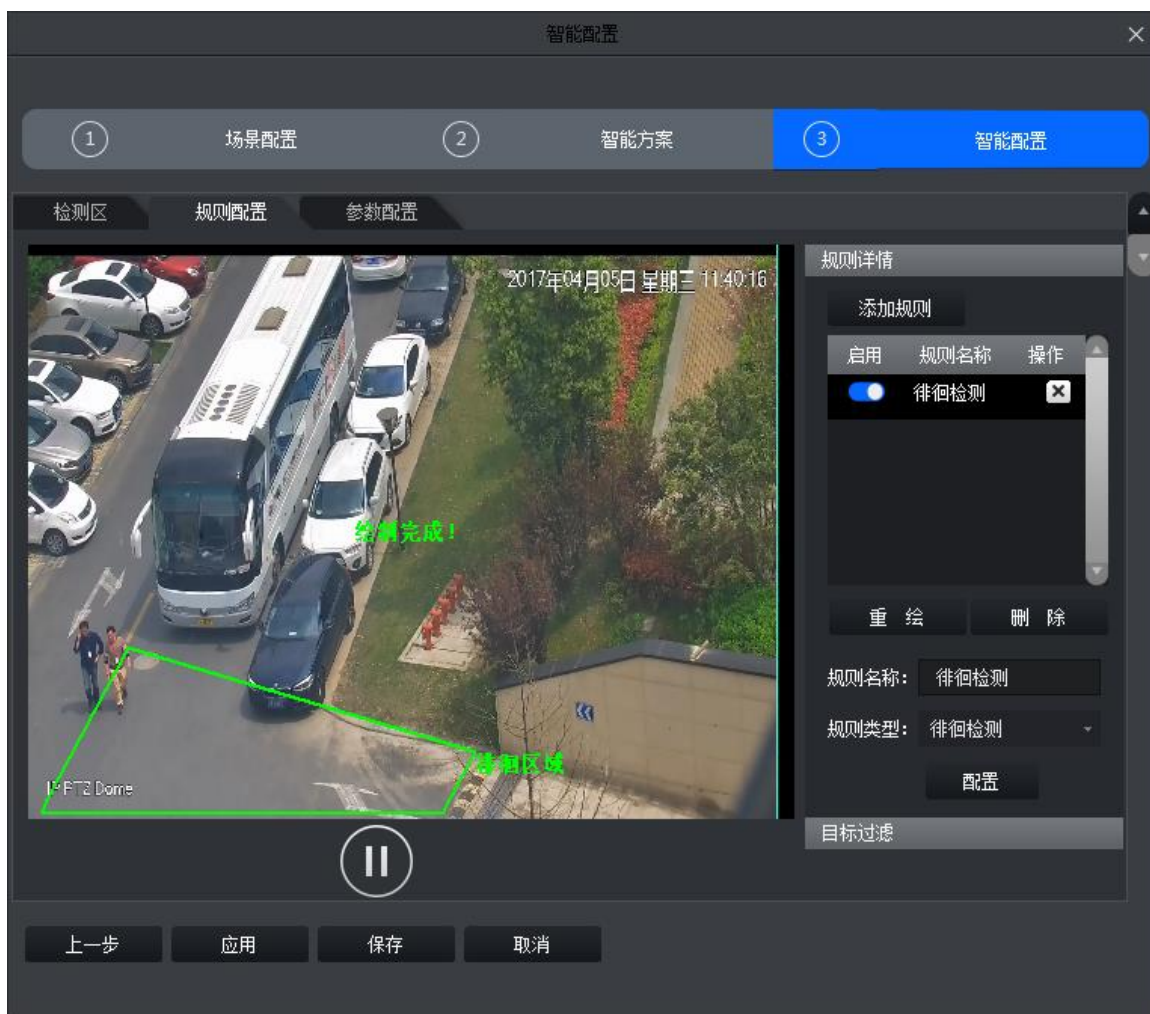 智能配置
1 场景配置 2 智能方案 3 智能配置
检测区 规则配置 参数配置
2017年04月05日 星期三 11:40:16
绘制完成！
徘徊区域
IP PTZ Dome
规则详情
添加规则
启用 规则名称 操作
徘徊检测
重 绘 删 除
规则名称： 徘徊检测
规则类型： 徘徊检测
配置
目标过滤
上一步 应用 保存 取消